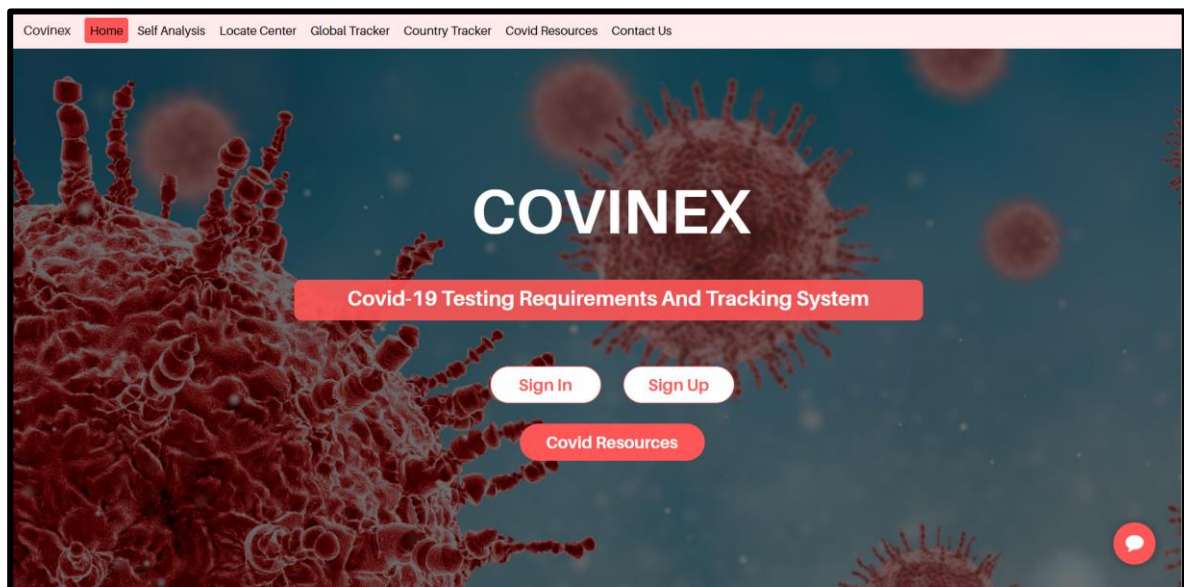 Covinex Home Self Analysis Locate Center Global Tracker Country Tracker Covid Resources Contact Us
COVINEX
Covid-19 Testing Requirements And Tracking System
Sign In Sign Up
Covid Resources